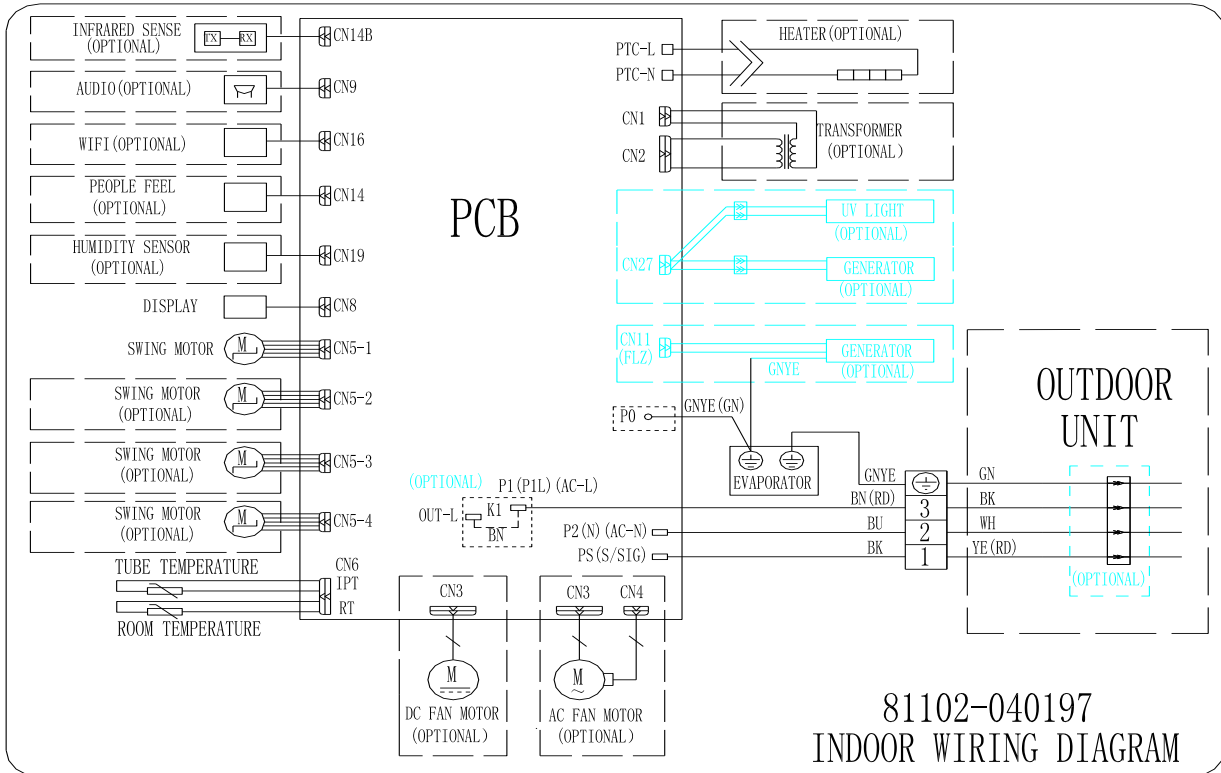 INFRARED SENSE
(OPTIONAL)
TX RX
CN14B
AUDIO(OPTIONAL)
CN9
WIFI(OPTIONAL)
CN16
PEOPLE FEEL
(OPTIONAL)
CN14
HUMIDITY SENSOR
(OPTIONAL)
CN19
DISPLAY
CN8
SWING MOTOR
M
CN5-1
SWING MOTOR
(OPTIONAL)
M
CN5-2
SWING MOTOR
(OPTIONAL)
M
CN5-3
SWING MOTOR
(OPTIONAL)
M
CN5-4
TUBE TEMPERATURE
CN6
IPT
RT
ROOM TEMPERATURE
PCB
PTC-L
PTC-N
HEATER(OPTIONAL)
CN1
CN2
TRANSFORMER
(OPTIONAL)
CN27
UV LIGHT
(OPTIONAL)
GENERATOR
(OPTIONAL)
CN11
(FLZ)
GENERATOR
(OPTIONAL)
GNYE
P0
GNYE(GN)
EVAPORATOR
(OPTIONAL)
P1(P1L)(AC-L)
OUT-L
K1
BN
P2(N)(AC-N)
PS(S/SIG)
GNYE
BN(RD)
BU
BK
3
2
1
GN
BK
WH
YE(RD)
OUTDOOR
UNIT
(OPTIONAL)
CN3
M
DC FAN MOTOR
(OPTIONAL)
CN3
CN4
M
~
AC FAN MOTOR
(OPTIONAL)
81102-040197
INDOOR WIRING DIAGRAM